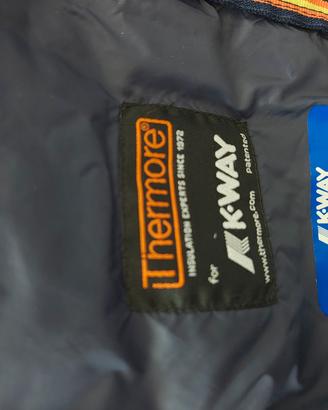 Thermore®
INSULATION EXPERTS SINCE 1972
for
K-WAY
patented
www.thermore.com
K-WAY